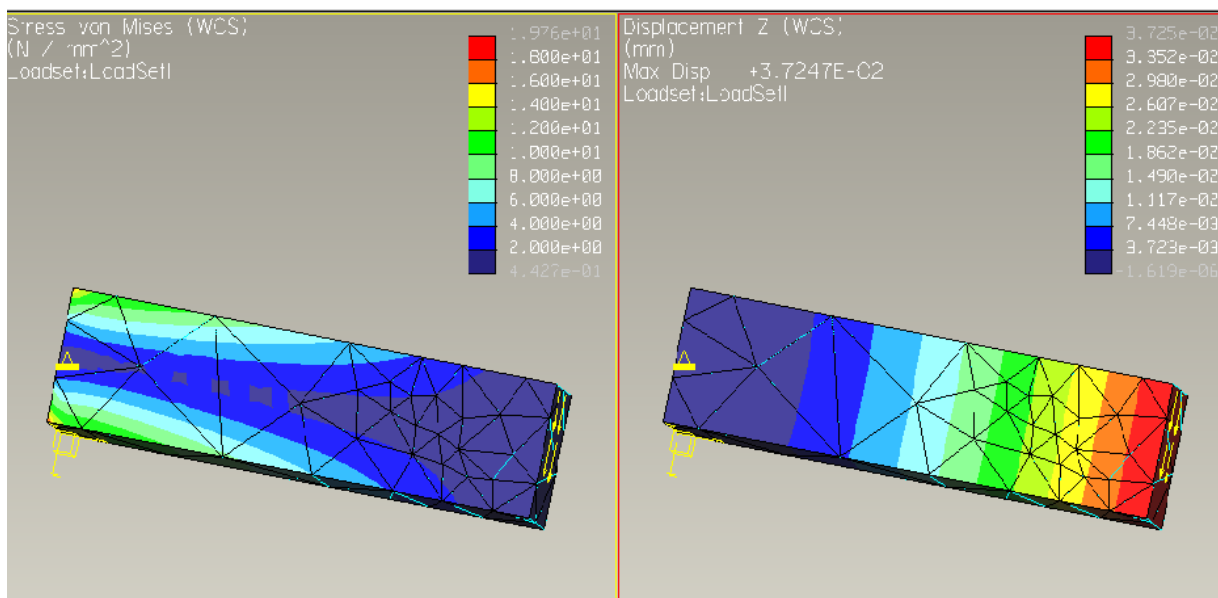 Stress von Mises (WCS)
(N / mm^2)
Loadset:LoadSet1
1.976e+01
1.800e+01
1.600e+01
1.400e+01
1.200e+01
1.000e+01
8.000e+00
6.000e+00
4.000e+00
2.000e+00
4.427e-01
Displacement Z (WCS)
(mm)
Max Disp +3.7247E-02
Loadset:LoadSet1
3.725e-02
3.352e-02
2.980e-02
2.607e-02
2.235e-02
1.862e-02
1.490e-02
1.117e-02
7.448e-03
3.723e-03
-1.619e-06